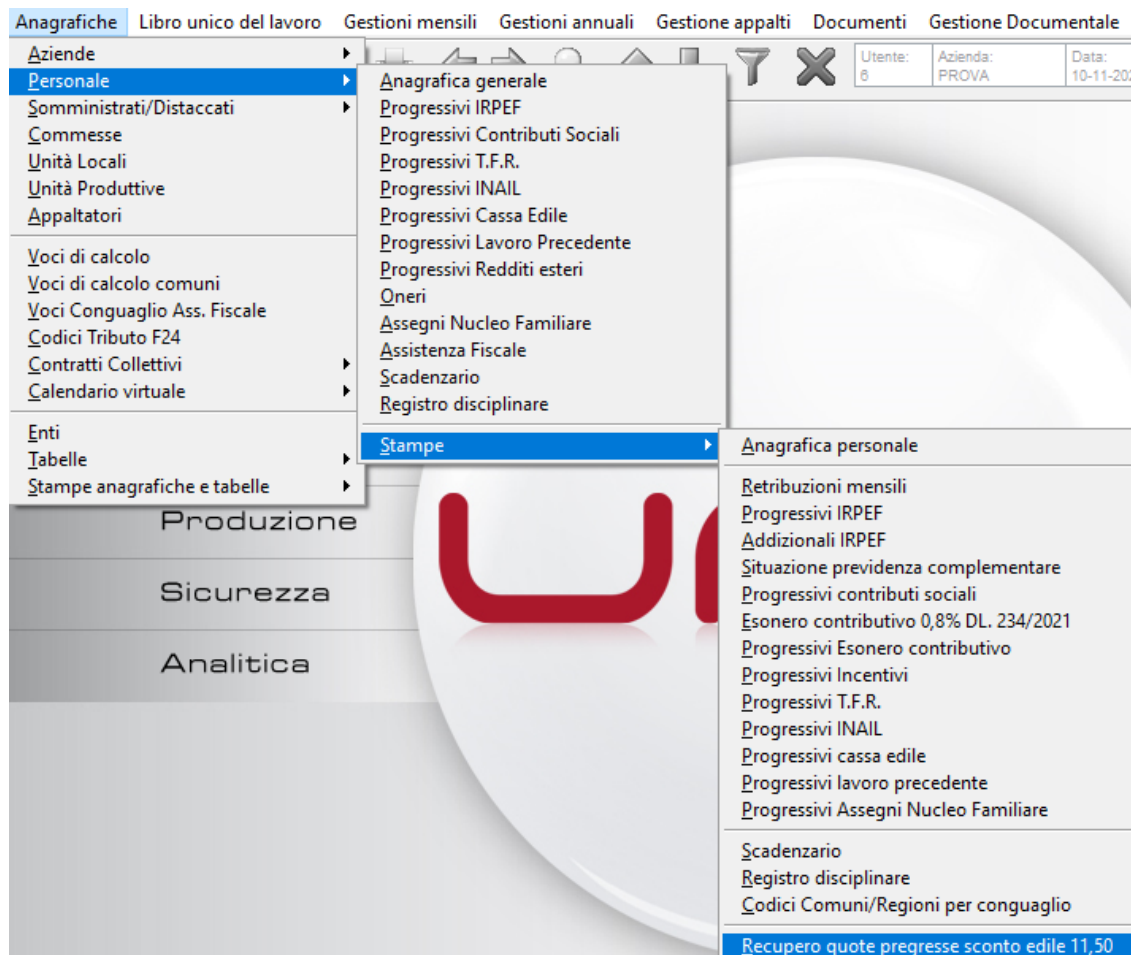 Anagrafiche Libro unico del lavoro Gestioni mensili Gestioni annuali Gestione appalti Documenti Gestione Documentale
Utente: Azienda: Data:
6 PROVA 10-11-202
Aziende
Personale
Somministrati/Distaccati
Commesse
Unità Locali
Unità Produttive
Appaltatori
Voci di calcolo
Voci di calcolo comuni
Voci Conguaglio Ass. Fiscale
Codici Tributo F24
Contratti Collettivi
Calendario virtuale
Enti
Tabelle
Stampe anagrafiche e tabelle
Anagrafica generale
Progressivi IRPEF
Progressivi Contributi Sociali
Progressivi T.F.R.
Progressivi INAIL
Progressivi Cassa Edile
Progressivi Lavoro Precedente
Progressivi Redditi esteri
Oneri
Assegni Nucleo Familiare
Assistenza Fiscale
Scadenzario
Registro disciplinare
Stampe
Anagrafica personale
Retribuzioni mensili
Progressivi IRPEF
Addizionali IRPEF
Situazione previdenza complementare
Progressivi contributi sociali
Esonero contributivo 0,8% DL. 234/2021
Progressivi Esonero contributivo
Progressivi Incentivi
Progressivi T.F.R.
Progressivi INAIL
Progressivi cassa edile
Progressivi lavoro precedente
Progressivi Assegni Nucleo Familiare
Scadenzario
Registro disciplinare
Codici Comuni/Regioni per conguaglio
Recupero quote pregresse sconto edile 11,50
Produzione
Sicurezza
Analitica